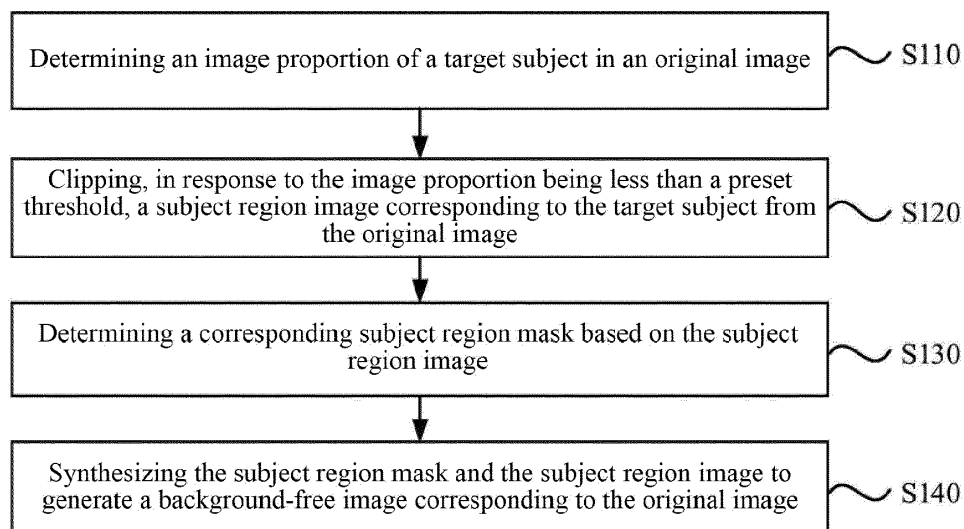 Determining an image proportion of a target subject in an original image
S110
Clipping, in response to the image proportion being less than a preset
threshold, a subject region image corresponding to the target subject from
the original image
S120
Determining a corresponding subject region mask based on the subject
region image
S130
Synthesizing the subject region mask and the subject region image to
generate a background-free image corresponding to the original image
S140